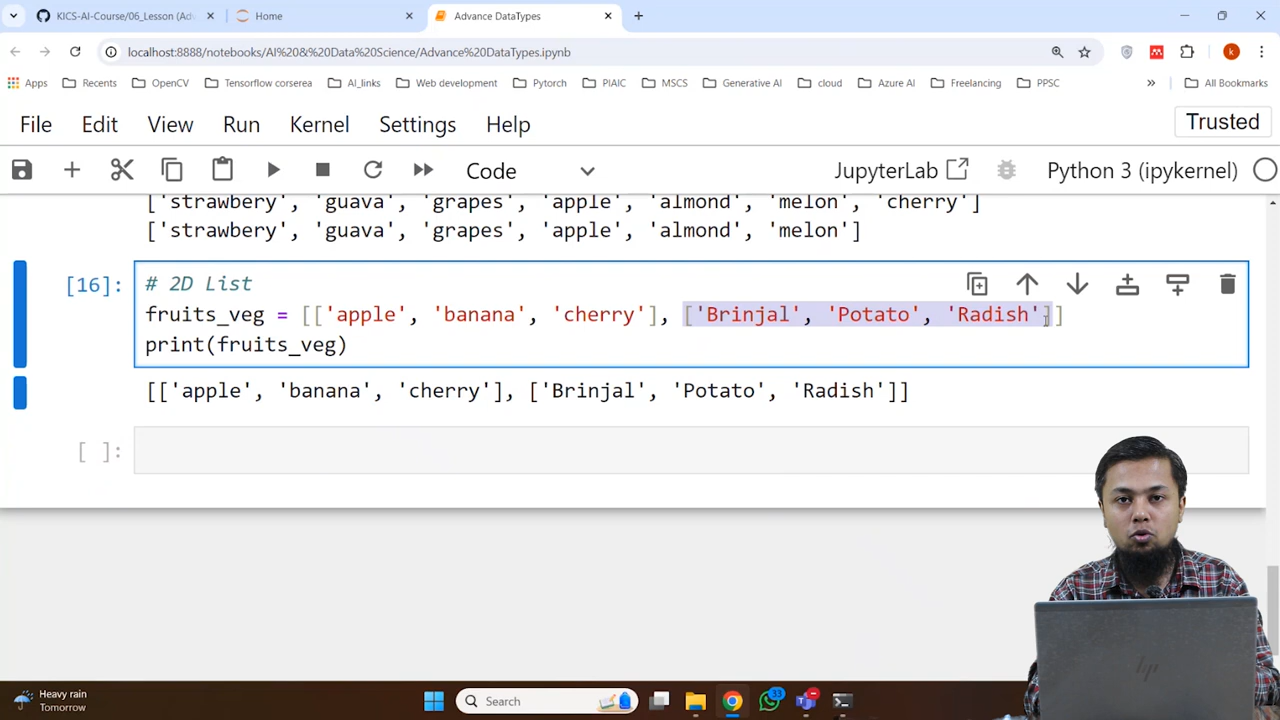 KICS-AI-Course/06_Lesson (Adv
Home
Advance DataTypes
localhost:8888/notebooks/AI%20&%20Data%20Science/Advance%20DataTypes.ipynb
k
Apps Recents OpenCV Tensorflow corserea AI_links Web development Pytorch PIAIC MSCS Generative AI cloud Azure AI Freelancing PPSC » All Bookmarks
File Edit View Run Kernel Settings Help Trusted
Code JupyterLab Python 3 (ipykernel)
['strawbery', 'guava', 'grapes', 'apple', 'almond', 'melon', 'cherry']
['strawbery', 'guava', 'grapes', 'apple', 'almond', 'melon']
[16]: # 2D List
fruits_veg = [['apple', 'banana', 'cherry'], ['Brinjal', 'Potato', 'Radish']]
print(fruits_veg)
[['apple', 'banana', 'cherry'], ['Brinjal', 'Potato', 'Radish']]
[ ]:
hp
Heavy rain
Tomorrow
Search
33